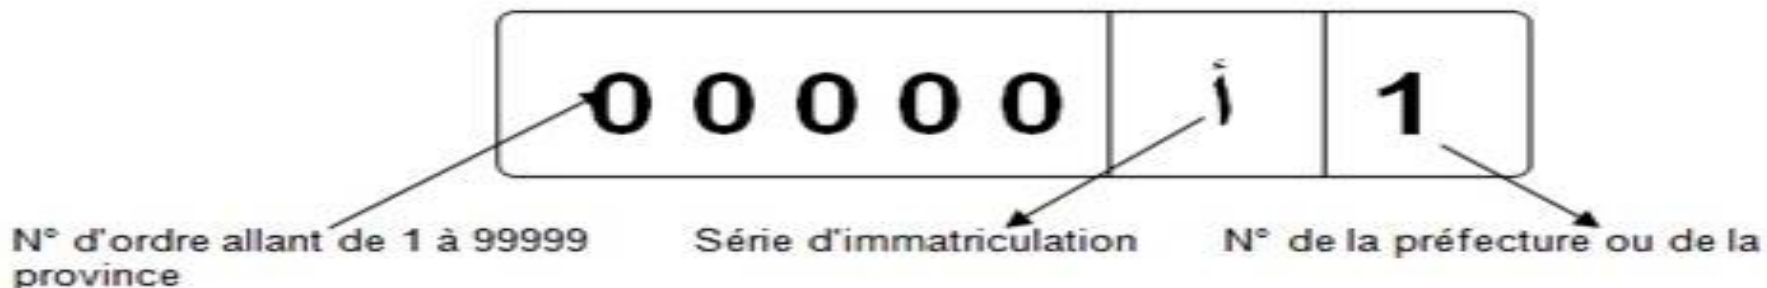 0 0 0 0 0 أ 1
N° d'ordre allant de 1 à 99999 Série d'immatriculation N° de la préfecture ou de la
province